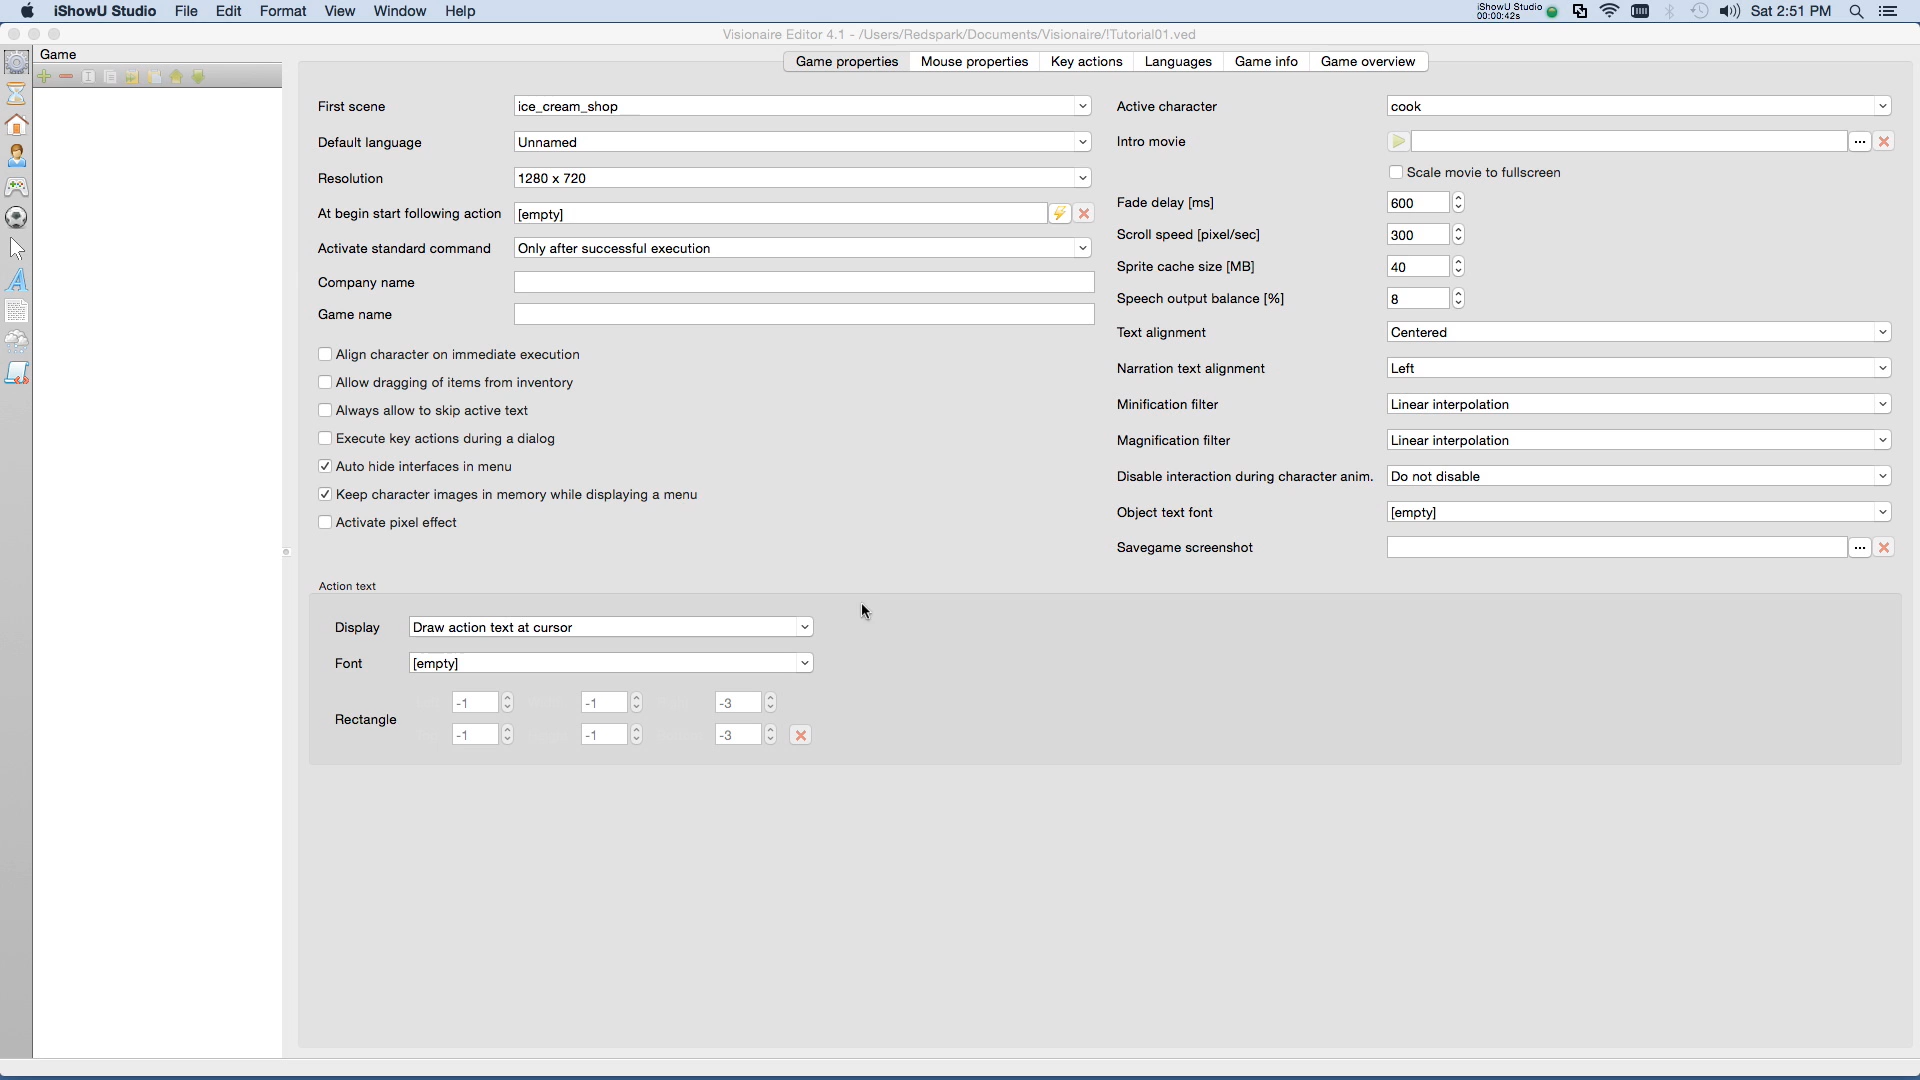 iShowU Studio File Edit Format View Window Help
iShowU Studio
00:00:42s
Sat 2:51 PM
Visionaire Editor 4.1 - /Users/Redspark/Documents/Visionaire/!Tutorial01.ved
Game
Game properties Mouse properties Key actions Languages Game info Game overview
First scene ice_cream_shop
Default language Unnamed
Resolution 1280 x 720
At begin start following action [empty]
Activate standard command Only after successful execution
Company name
Game name
Align character on immediate execution
Allow dragging of items from inventory
Always allow to skip active text
Execute key actions during a dialog
Auto hide interfaces in menu
Keep character images in memory while displaying a menu
Activate pixel effect
Active character cook
Intro movie ...
Scale movie to fullscreen
Fade delay [ms] 600
Scroll speed [pixel/sec] 300
Sprite cache size [MB] 40
Speech output balance [%] 8
Text alignment Centered
Narration text alignment Left
Minification filter Linear interpolation
Magnification filter Linear interpolation
Disable interaction during character anim. Do not disable
Object text font [empty]
Savegame screenshot ...
Action text
Display Draw action text at cursor
Font [empty]
Rectangle
-1 -1 -3
-1 -1 -3